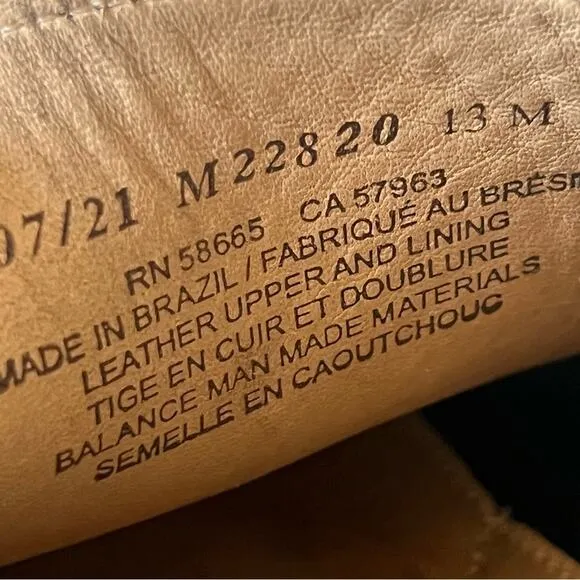 07/21 M22820 13 M
RN 58665 CA 57963
MADE IN BRAZIL / FABRIQUÉ AU BRÉSI
LEATHER UPPER AND LINING
TIGE EN CUIR ET DOUBLURE
BALANCE MAN MADE MATERIALS
SEMELLE EN CAOUTCHOUC